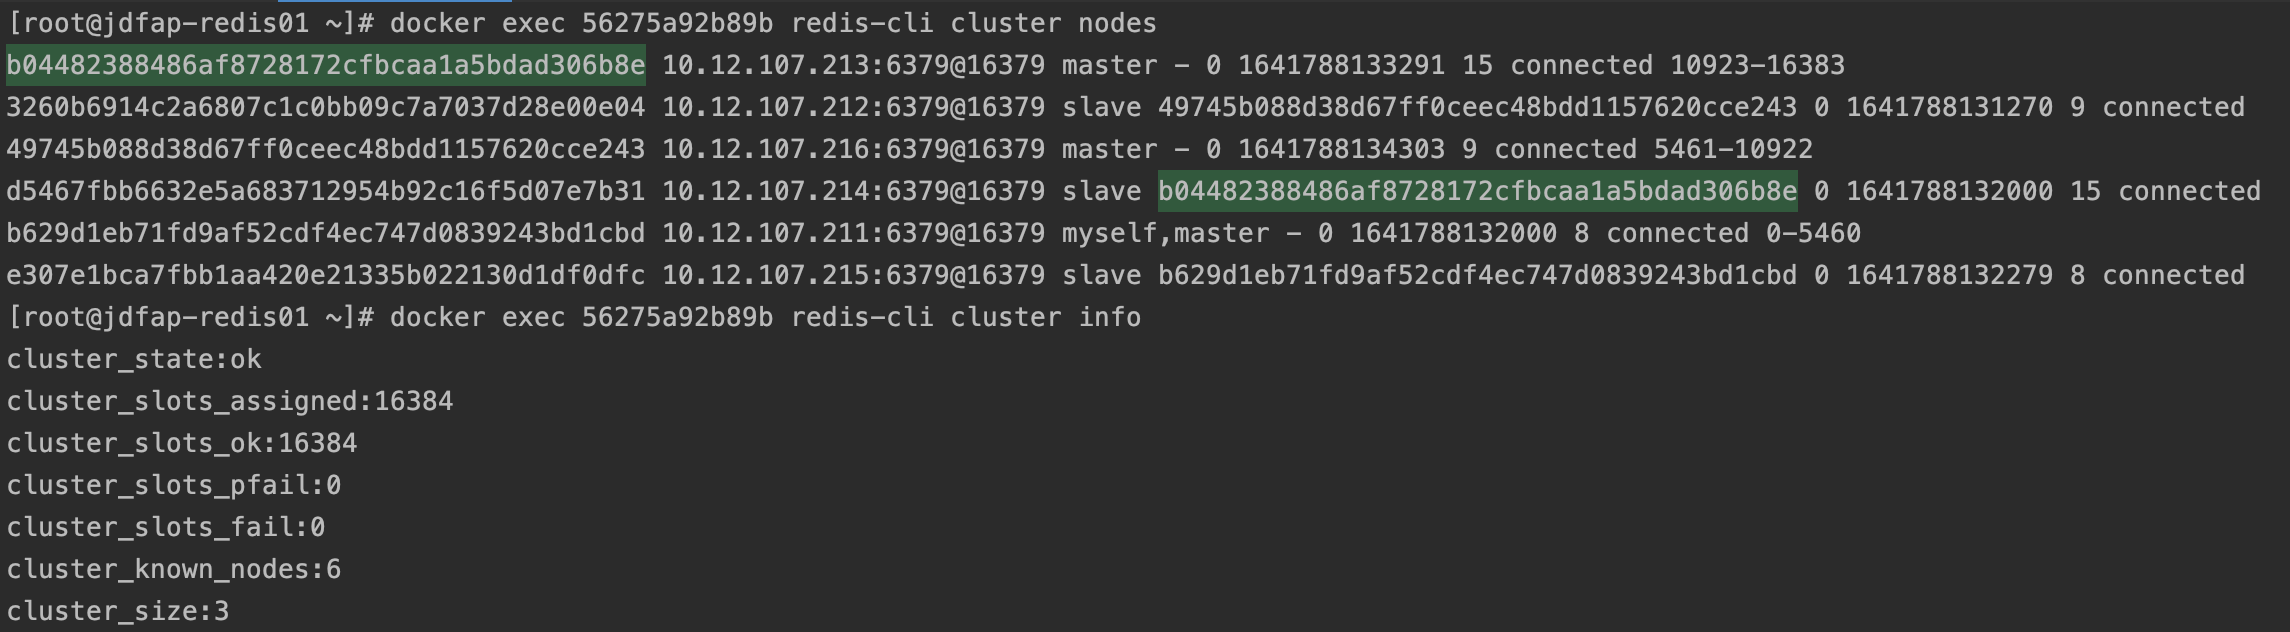 [root@jdfap-redis01 ~]# docker exec 56275a92b89b redis-cli cluster nodes
b04482388486af8728172cfbcaa1a5bdad306b8e 10.12.107.213:6379@16379 master - 0 1641788133291 15 connected 10923-16383
3260b6914c2a6807c1c0bb09c7a7037d28e00e04 10.12.107.212:6379@16379 slave 49745b088d38d67ff0ceec48bdd1157620cce243 0 1641788131270 9 connected
49745b088d38d67ff0ceec48bdd1157620cce243 10.12.107.216:6379@16379 master - 0 1641788134303 9 connected 5461-10922
d5467fbb6632e5a683712954b92c16f5d07e7b31 10.12.107.214:6379@16379 slave b04482388486af8728172cfbcaa1a5bdad306b8e 0 1641788132000 15 connected
b629d1eb71fd9af52cdf4ec747d0839243bd1cbd 10.12.107.211:6379@16379 myself,master - 0 1641788132000 8 connected 0-5460
e307e1bca7fbb1aa420e21335b022130d1df0dfc 10.12.107.215:6379@16379 slave b629d1eb71fd9af52cdf4ec747d0839243bd1cbd 0 1641788132279 8 connected
[root@jdfap-redis01 ~]# docker exec 56275a92b89b redis-cli cluster info
cluster_state:ok
cluster_slots_assigned:16384
cluster_slots_ok:16384
cluster_slots_pfail:0
cluster_slots_fail:0
cluster_known_nodes:6
cluster_size:3